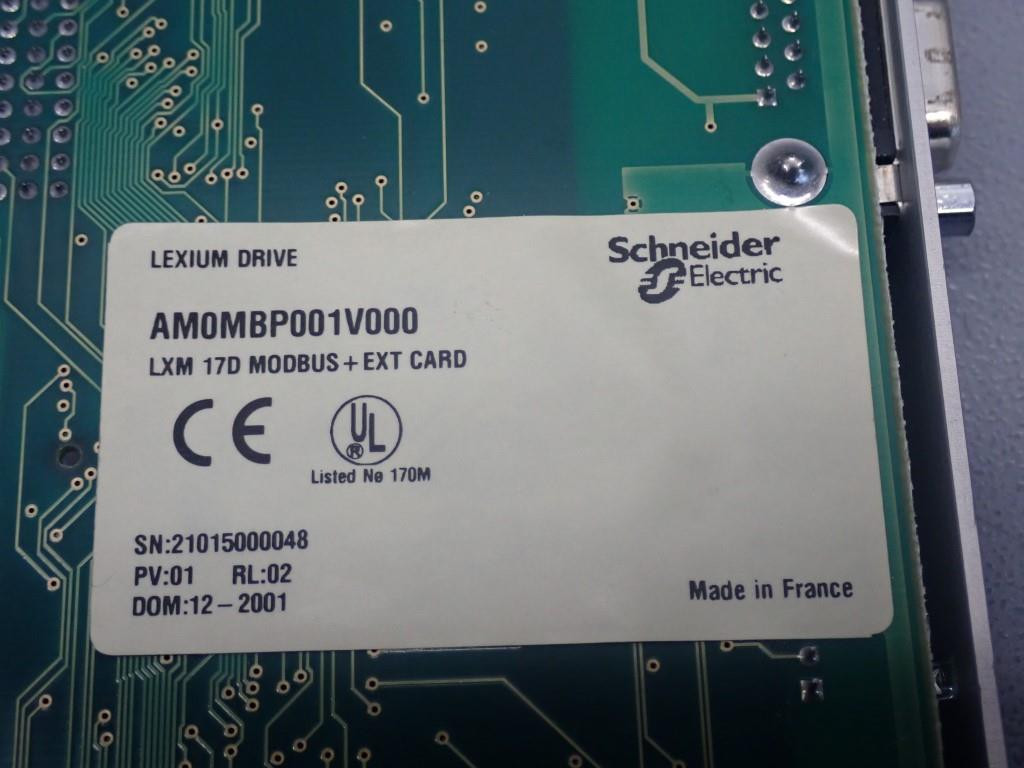 LEXIUM DRIVE
Schneider
Electric
AM0MBP001V000
LXM 17D MODBUS + EXT CARD
CE
UL
®
Listed Nø 170M
SN:21015000048
PV:01 RL:02
DOM:12 – 2001
Made in France